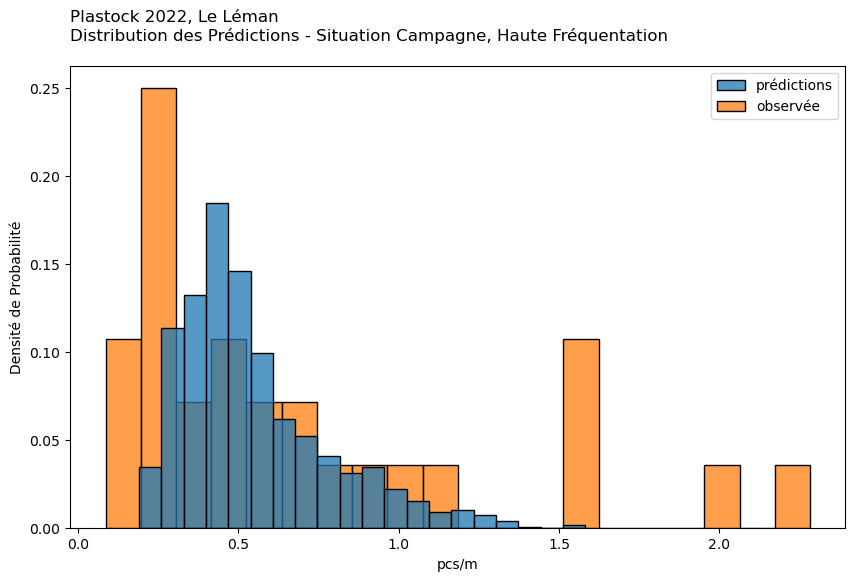 Plastock 2022, Le Léman
Distribution des Prédictions - Situation Campagne, Haute Fréquentation
prédictions
observée
Densité de Probabilité
0.25
0.20
0.15
0.10
0.05
0.00
0.0
0.5
1.0
1.5
2.0
pcs/m